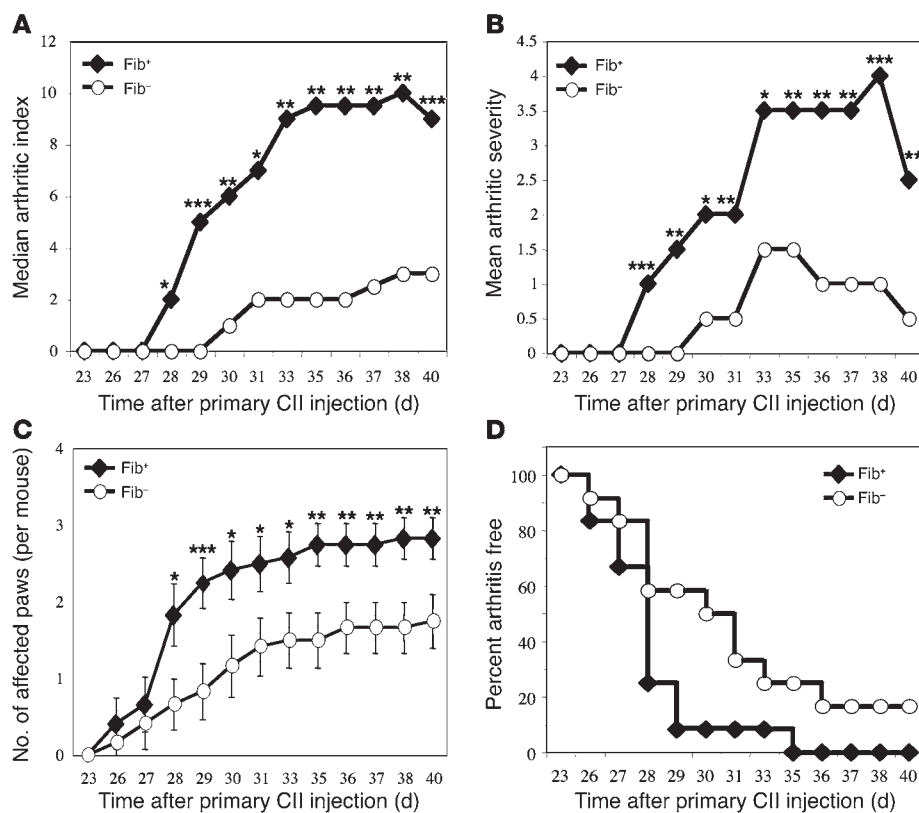 A
12
10
8
6
4
2
0
Median arthritic index
Fib⁺
Fib⁻
*
***
**
*
**
**
**
**
**
***
23 26 27 28 29 30 31 33 35 36 37 38 40
Time after primary CII injection (d)
B
4.5
4
3.5
3
2.5
2
1.5
1
0.5
0
Mean arthritic severity
Fib⁺
Fib⁻
***
**
*
**
*
**
**
**
***
**
23 26 27 28 29 30 31 33 35 36 37 38 40
Time after primary CII injection (d)
C
4
3
2
1
0
No. of affected paws (per mouse)
Fib⁺
Fib⁻
*
***
*
*
*
**
**
**
**
**
23 26 27 28 29 30 31 33 35 36 37 38 40
Time after primary CII injection (d)
D
100
80
60
40
20
0
Percent arthritis free
Fib⁺
Fib⁻
23 26 27 28 29 30 31 33 35 36 37 38 40
Time after primary CII injection (d)